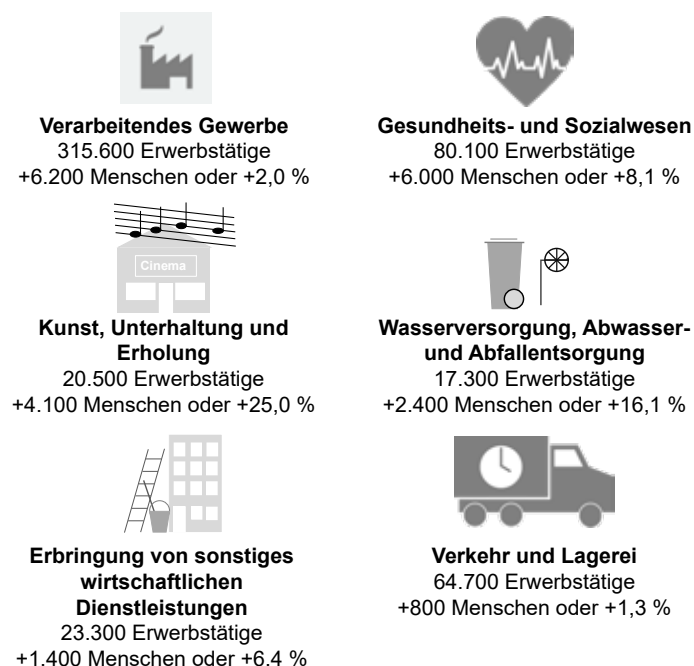 Verarbeitendes Gewerbe
315.600 Erwerbstätige
+6.200 Menschen oder +2,0 %
Gesundheits- und Sozialwesen
80.100 Erwerbstätige
+6.000 Menschen oder +8,1 %
Cinema
Kunst, Unterhaltung und
Erholung
20.500 Erwerbstätige
+4.100 Menschen oder +25,0 %
Wasserversorgung, Abwasser-
und Abfallentsorgung
17.300 Erwerbstätige
+2.400 Menschen oder +16,1 %
Erbringung von sonstiges
wirtschaftlichen
Dienstleistungen
23.300 Erwerbstätige
+1.400 Menschen oder +6,4 %
Verkehr und Lagerei
64.700 Erwerbstätige
+800 Menschen oder +1,3 %